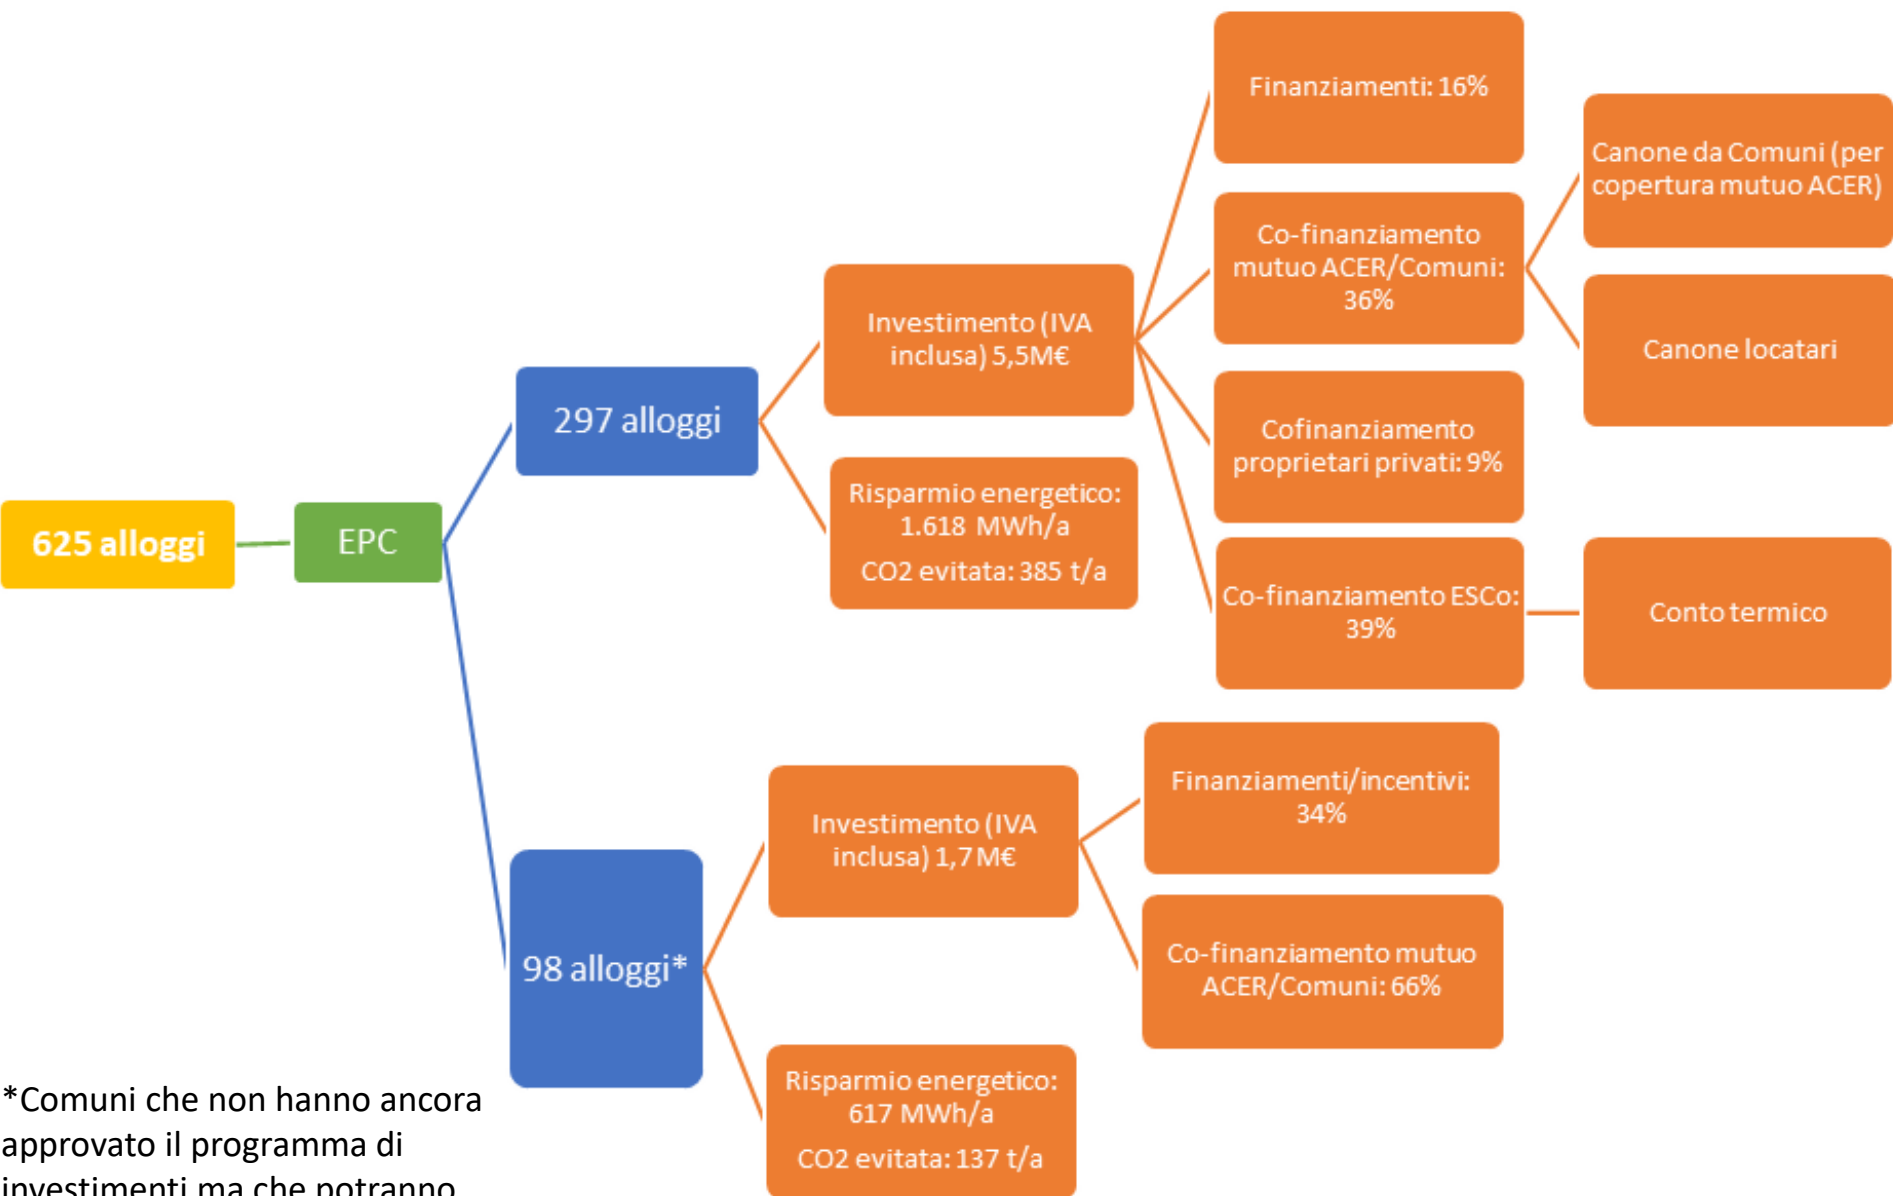 625 alloggi
EPC
297 alloggi
Investimento (IVA
inclusa) 5,5M€
Risparmio energetico:
1.618 MWh/a
CO2 evitata: 385 t/a
Finanziamenti: 16%
Co-finanziamento
mutuo ACER/Comuni:
36%
Cofinanziamento
proprietari privati: 9%
Co-finanziamento ESCo:
39%
Canone da Comuni (per
copertura mutuo ACER)
Canone locatari
Conto termico
98 alloggi*
Investimento (IVA
inclusa) 1,7 M€
Risparmio energetico:
617 MWh/a
CO2 evitata: 137 t/a
Finanziamenti/incentivi:
34%
Co-finanziamento mutuo
ACER/Comuni: 66%
*Comuni che non hanno ancora
approvato il programma di
investimenti ma che potranno